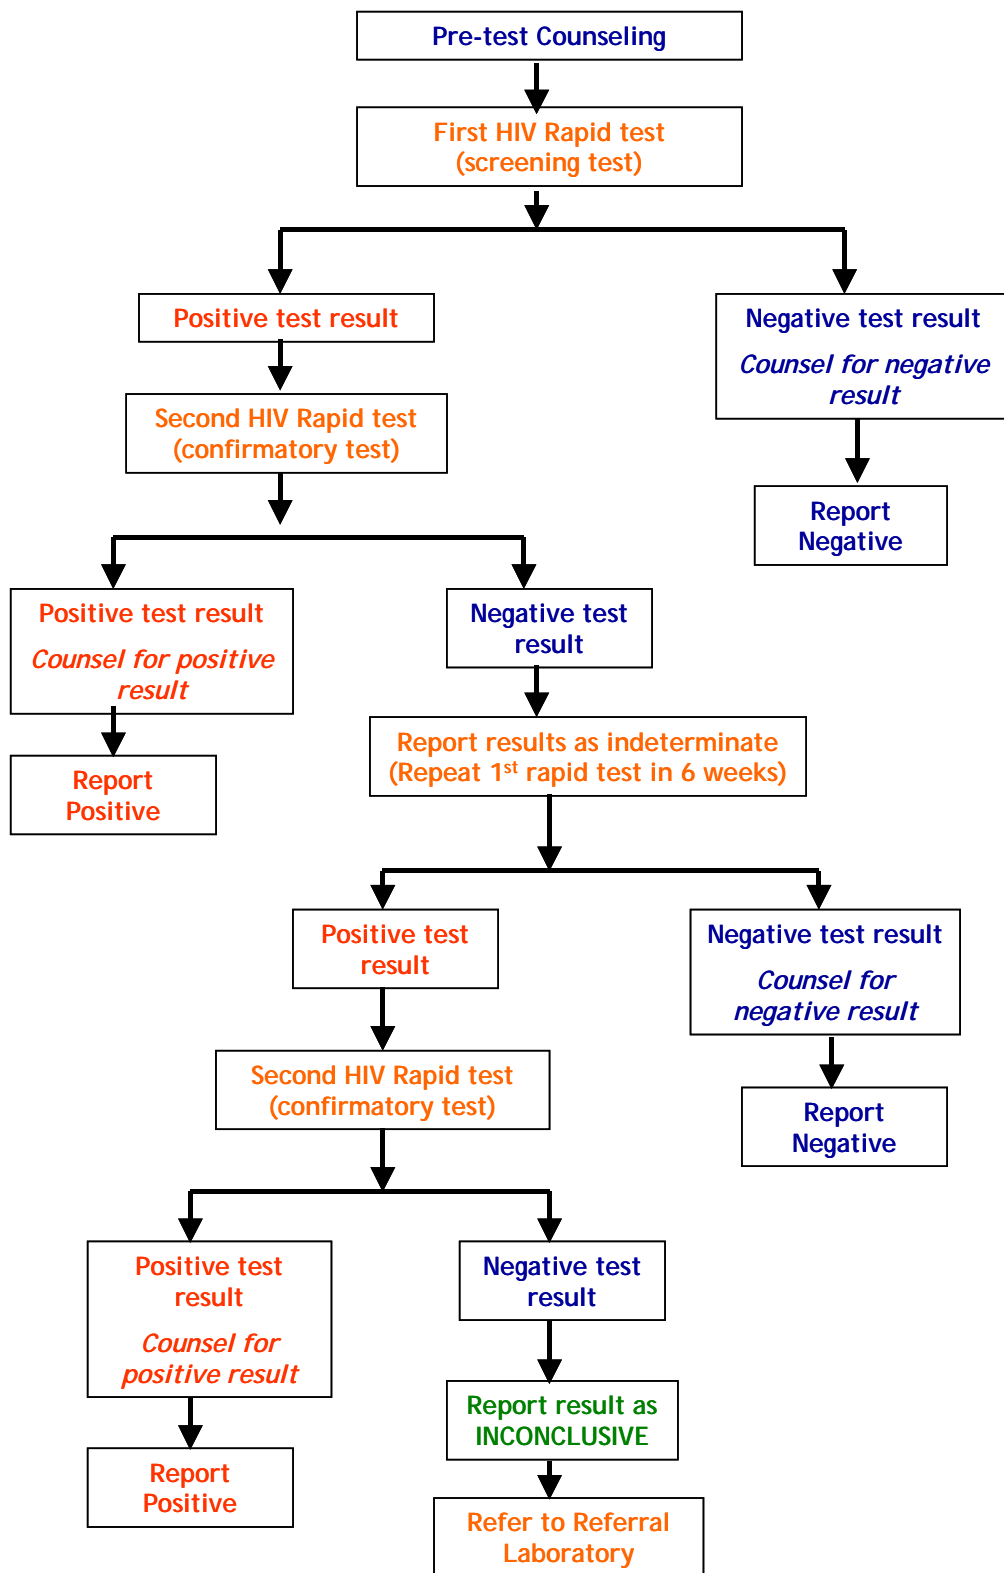 Pre-test Counseling
First HIV Rapid test
(screening test)
Positive test result
Negative test result
Counsel for negative
result
Second HIV Rapid test
(confirmatory test)
Report
Negative
Positive test result
Counsel for positive
result
Negative test
result
Report
Positive
Report results as indeterminate
(Repeat 1st rapid test in 6 weeks)
Positive test
result
Negative test result
Counsel for
negative result
Second HIV Rapid test
(confirmatory test)
Report
Negative
Positive test
result
Counsel for
positive result
Negative test
result
Report result as
INCONCLUSIVE
Report
Positive
Refer to Referral
Laboratory